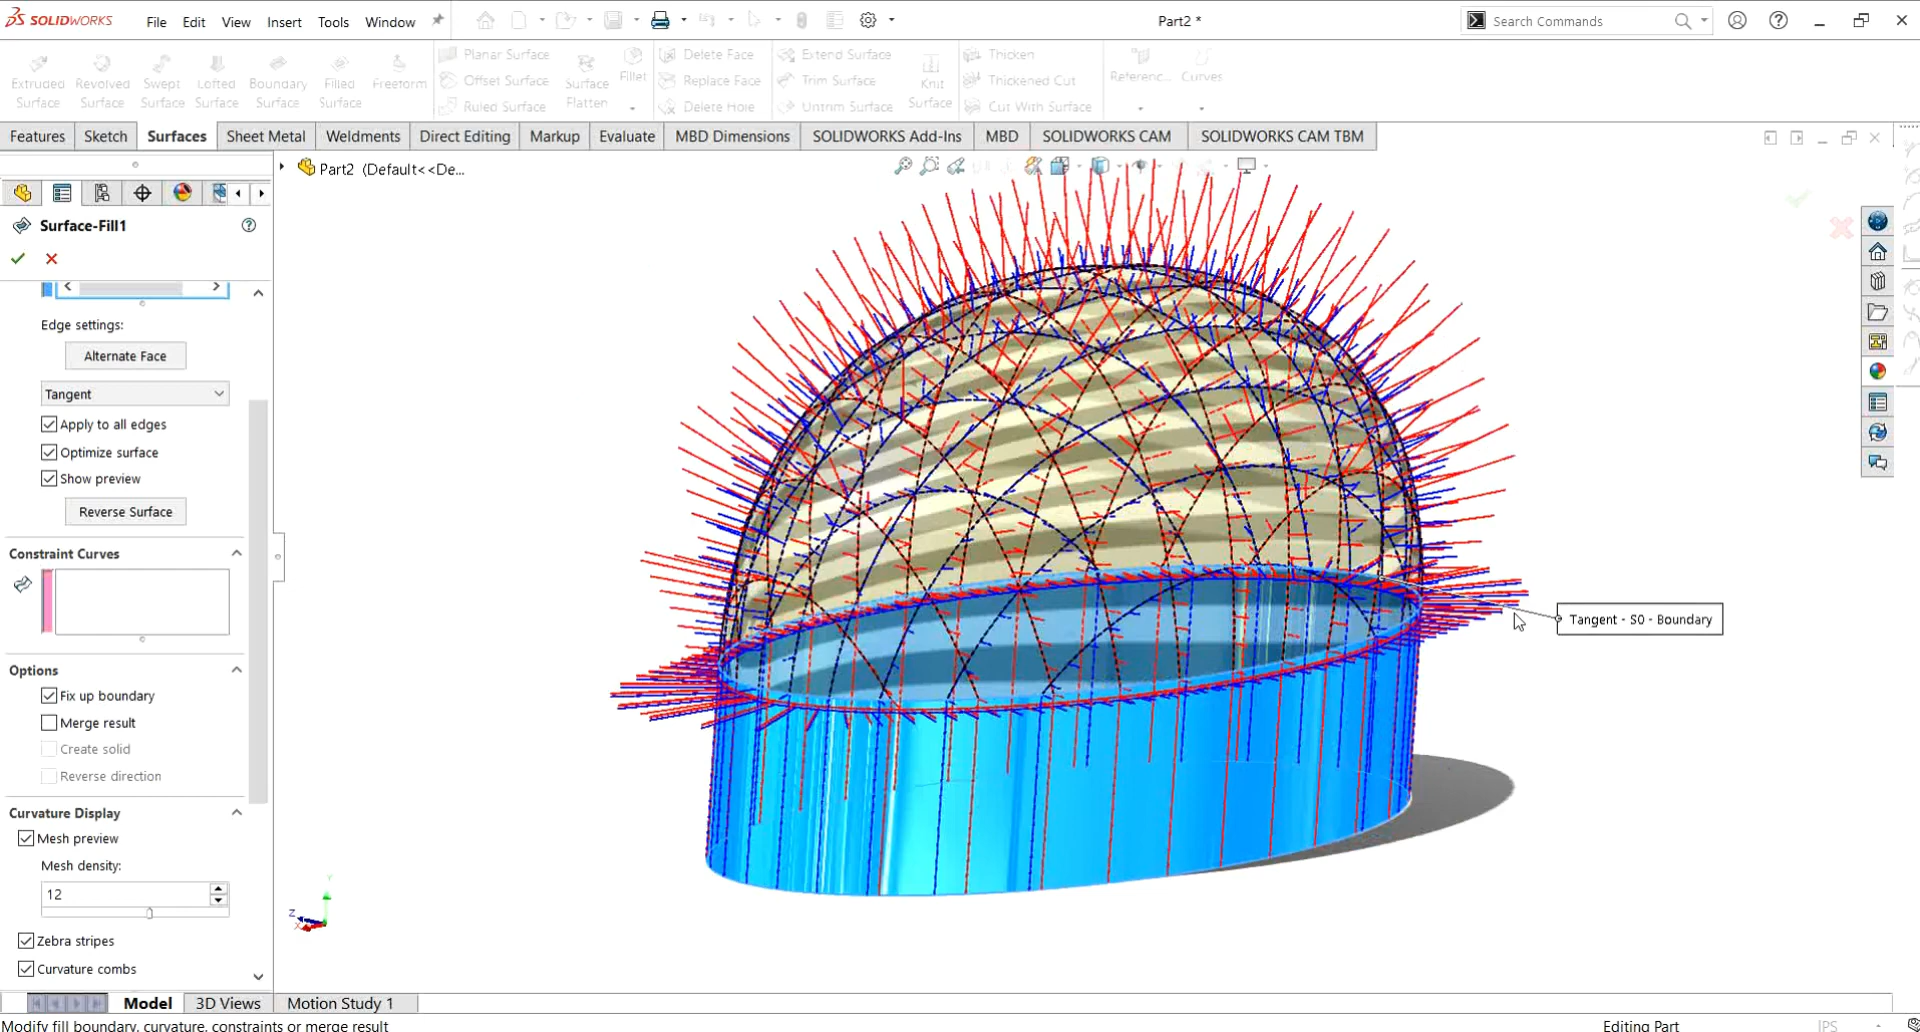 SOLIDWORKS File Edit View Insert Tools Window Part2 * Search Commands
Extruded Surface
Revolved Surface
Swept Surface
Lofted Surface
Boundary Surface
Filled Surface
Freeform
Planar Surface
Offset Surface
Ruled Surface
Surface Flatten
Fillet
Delete Face
Replace Face
Delete Hole
Extend Surface
Trim Surface
Untrim Surface
Knit Surface
Thicken
Thickened Cut
Cut With Surface
Referenc...
Curves
Features Sketch Surfaces Sheet Metal Weldments Direct Editing Markup Evaluate MBD Dimensions SOLIDWORKS Add-Ins MBD SOLIDWORKS CAM SOLIDWORKS CAM TBM
Part2 (Default<<De...
Surface-Fill1
Edge settings:
Alternate Face
Tangent
Apply to all edges
Optimize surface
Show preview
Reverse Surface
Constraint Curves
Options
Fix up boundary
Merge result
Create solid
Reverse direction
Curvature Display
Mesh preview
Mesh density:
12
Zebra stripes
Curvature combs
Tangent - S0 - Boundary
Y
Z
X
Model 3D Views Motion Study 1
Modify fill boundary, curvature, constraints or merge result Editing Part IPS